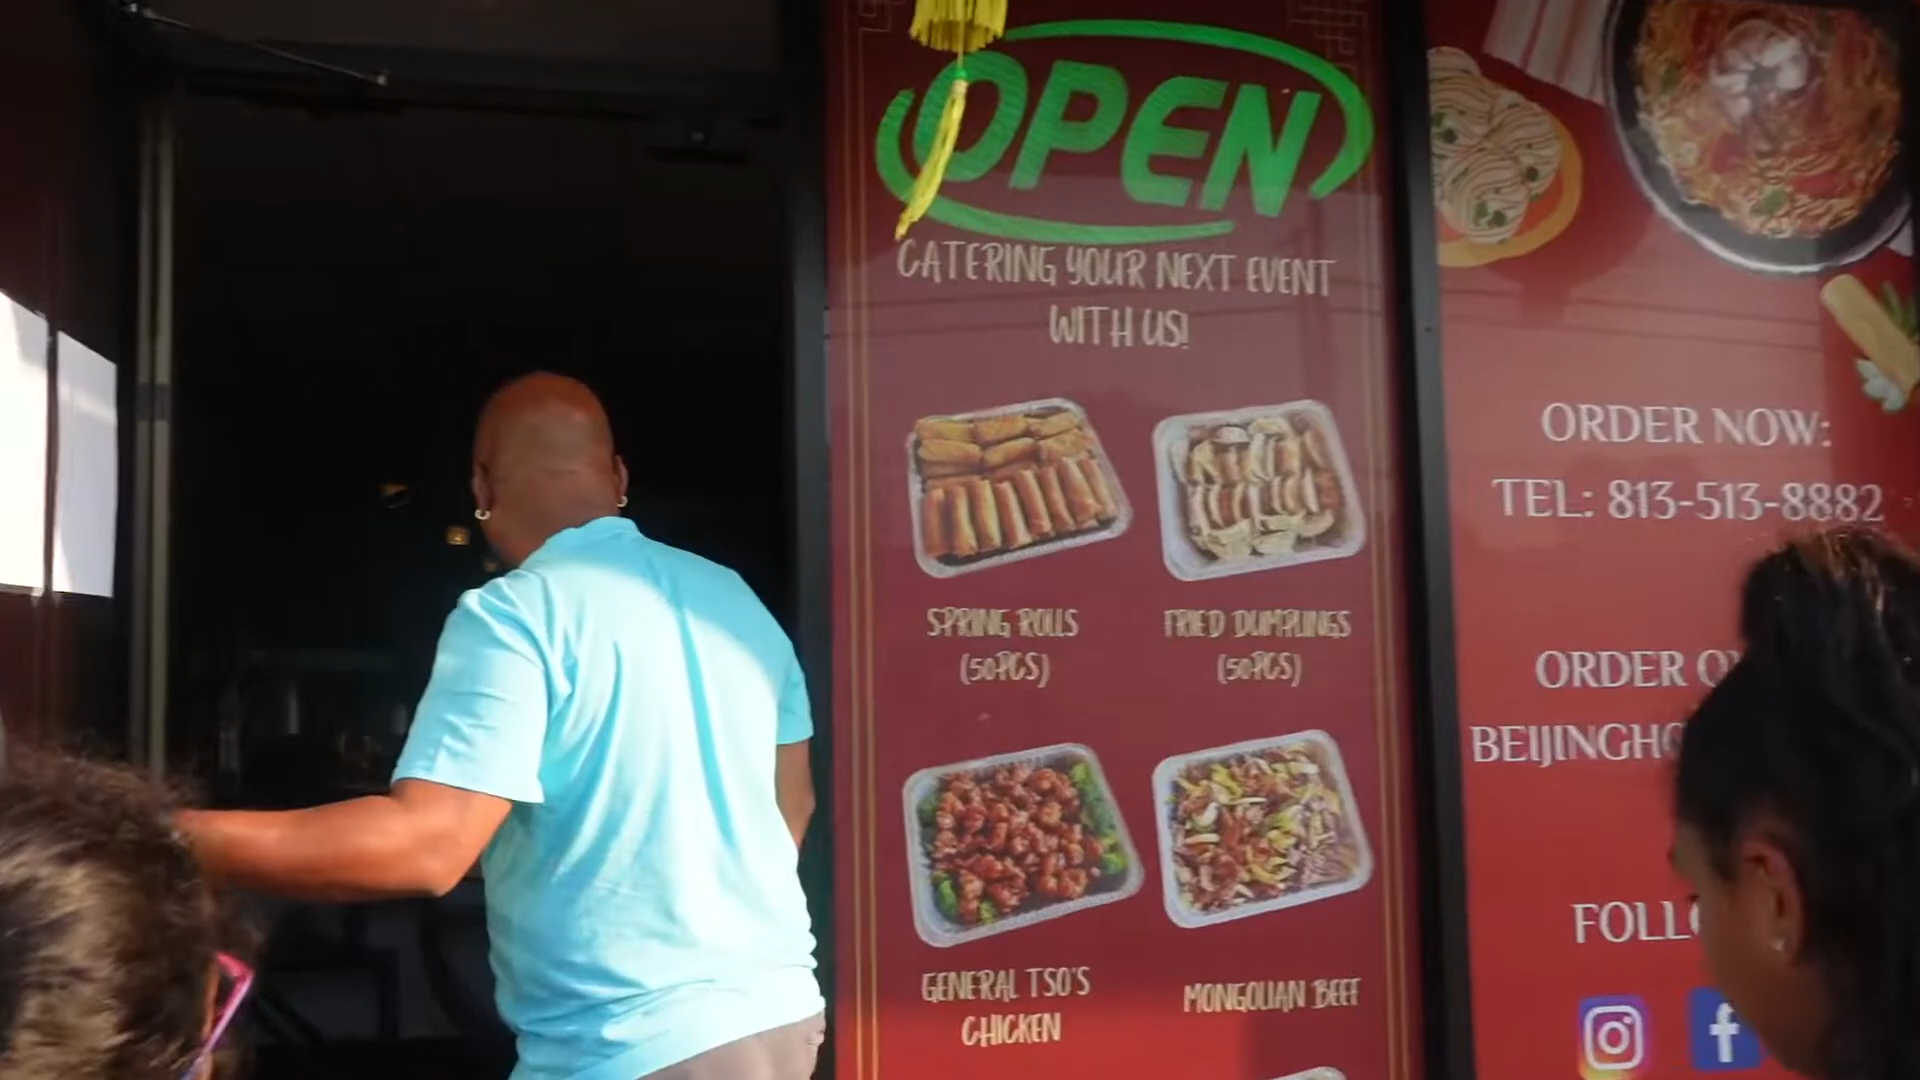 OPEN
CATERING YOUR NEXT EVENT
WITH US!
SPRING ROLLS
(50PCS)
FRIED DUMPLINGS
(50PCS)
GENERAL TSO'S
CHICKEN
MONGOLIAN BEEF
ORDER NOW:
TEL: 813-513-8882
ORDER